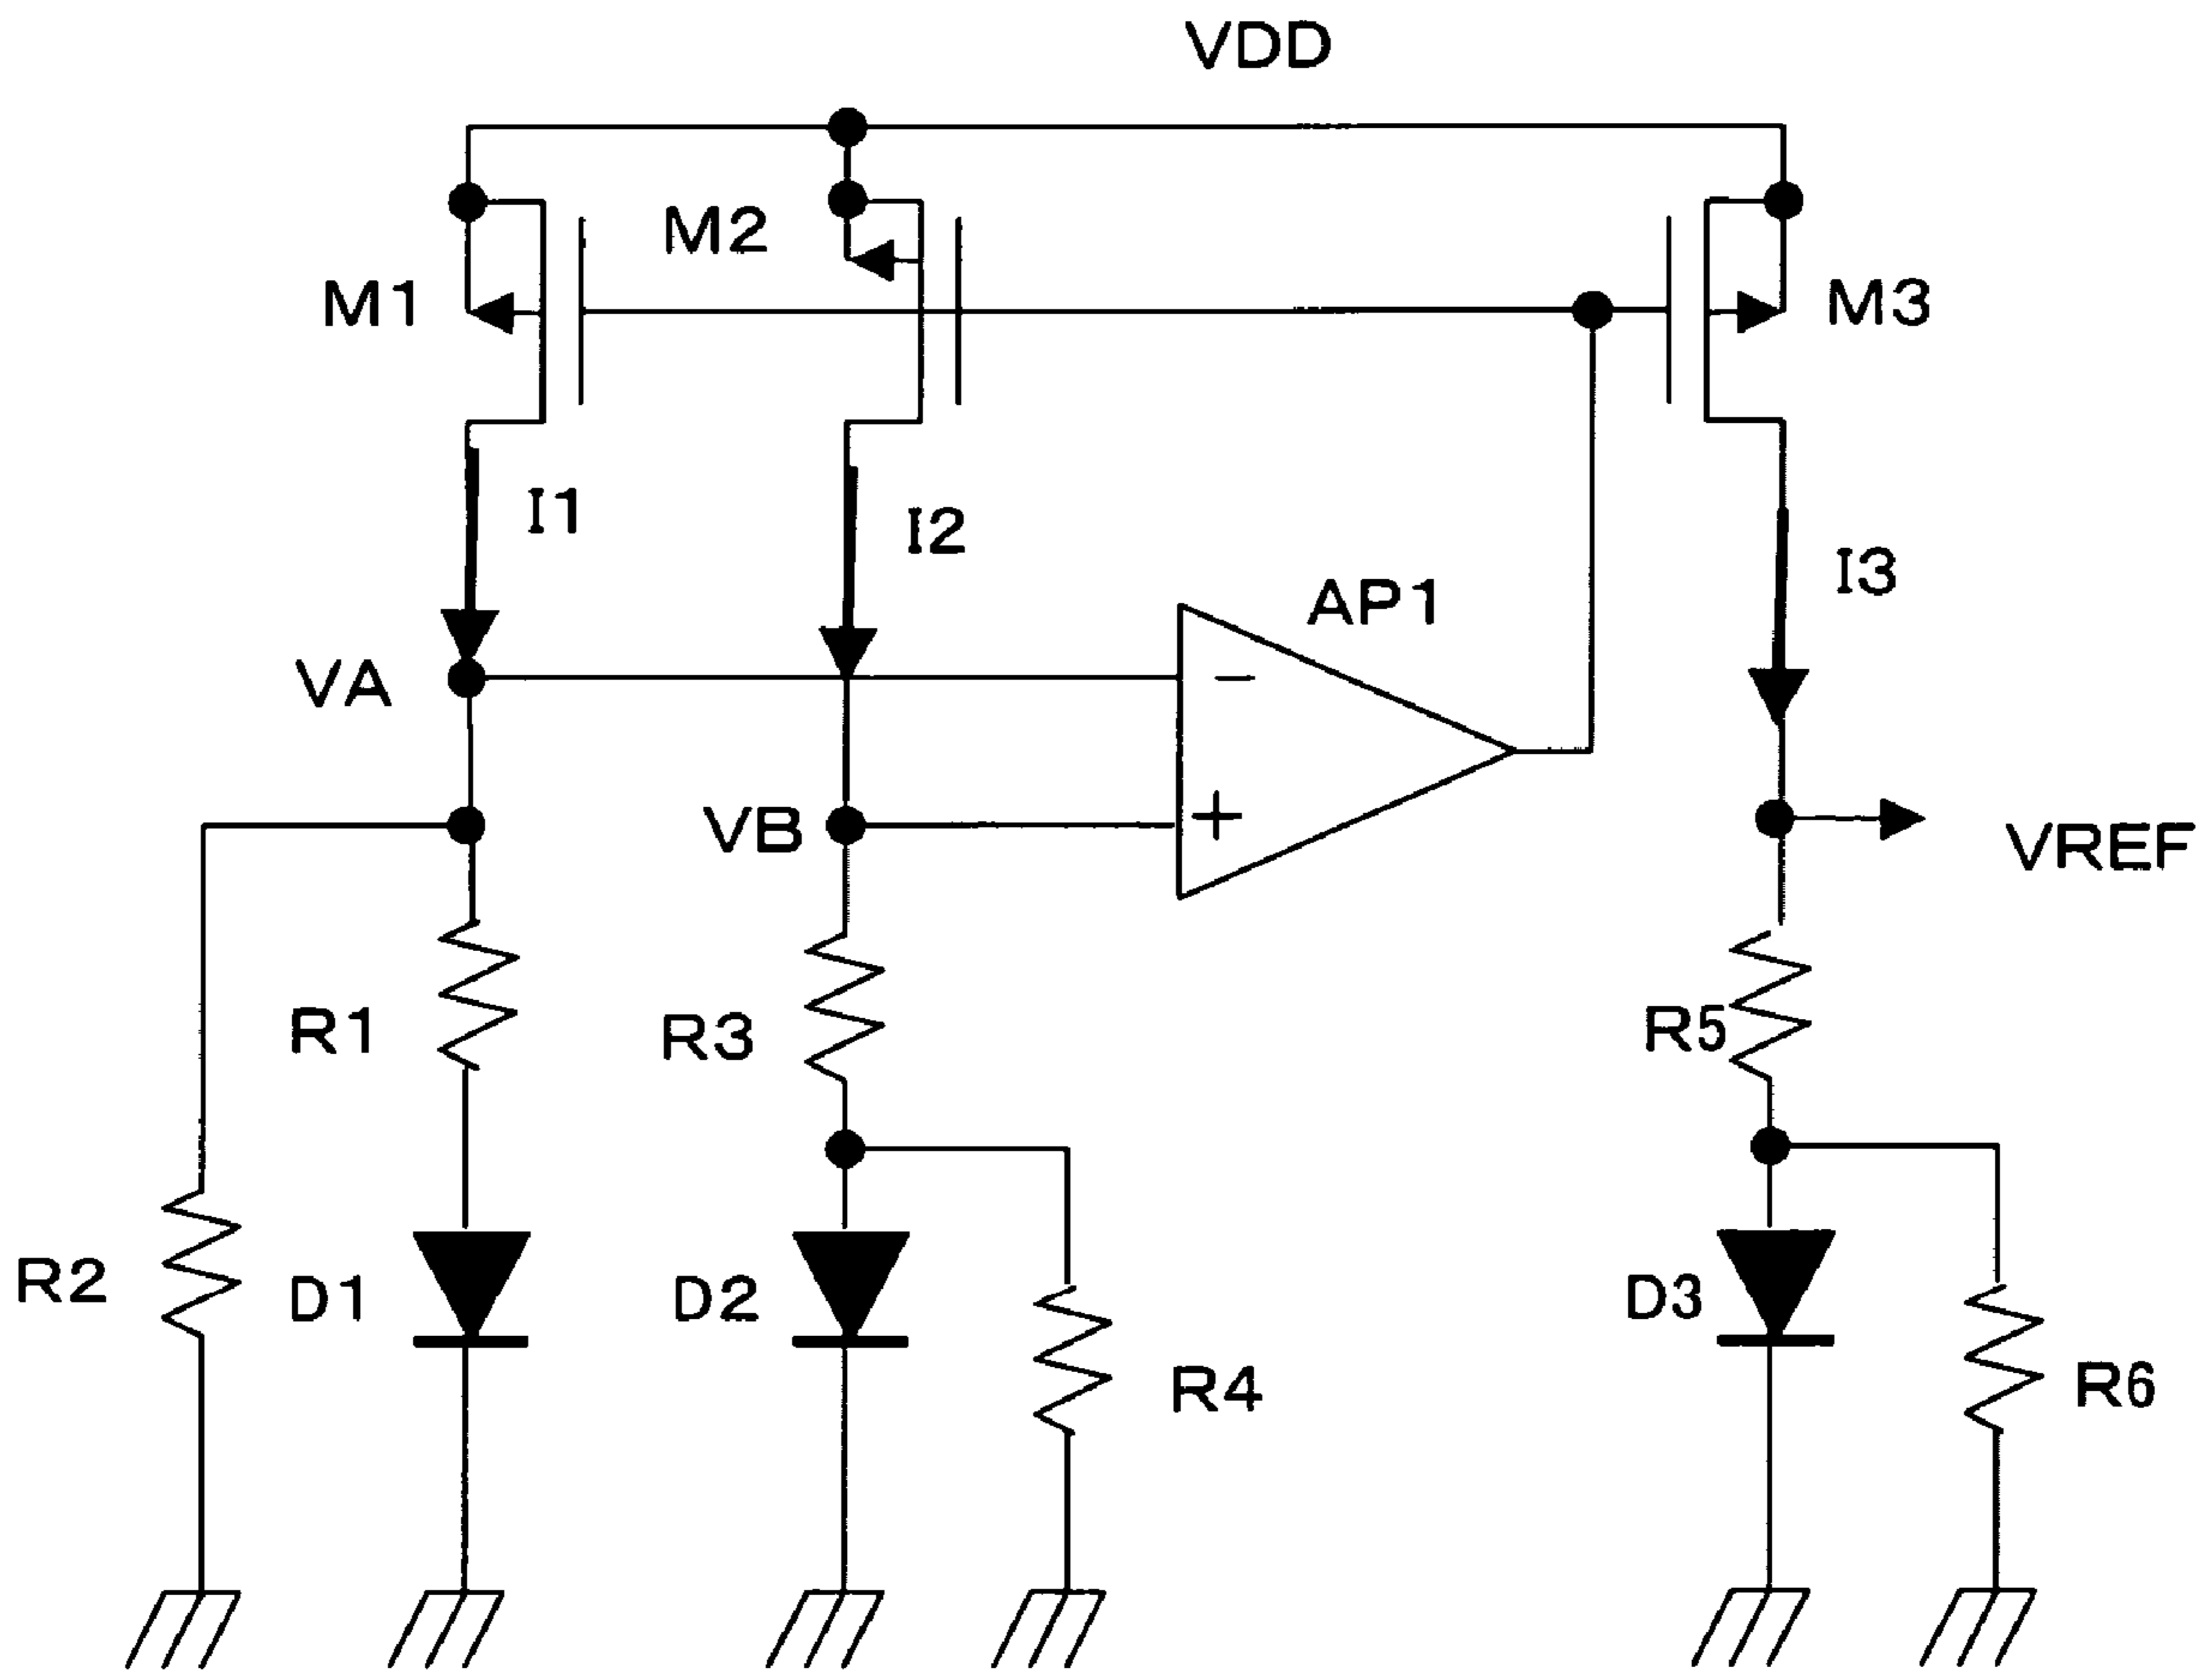 VDD
M1
M2
M3
I1
I2
I3
AP1
VA
−
VB
+
VREF
R1
R3
R5
R2
D1
D2
D3
R4
R6